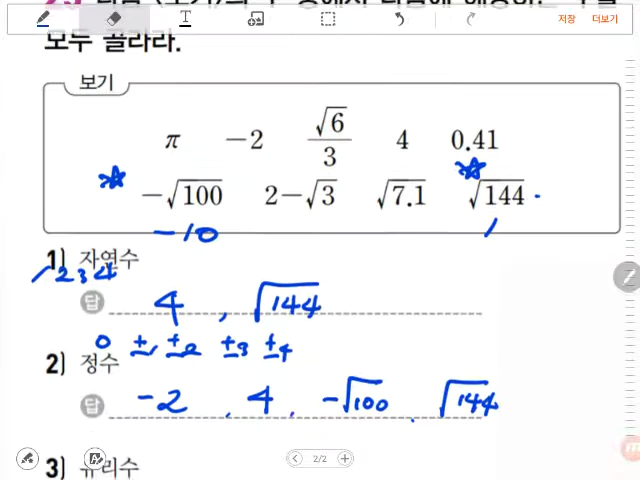 저장 더보기
모두 골라라.
보기
π -2 √6/3 4 0.41
-√100 2-√3 √7.1 √144
-10
1) 자연수
1 2 3 4
답 4, √144
0 ±1 ±2 ±3 ±4
2) 정수
답 -2, 4, -√100, √144
2/2
3) 유리수